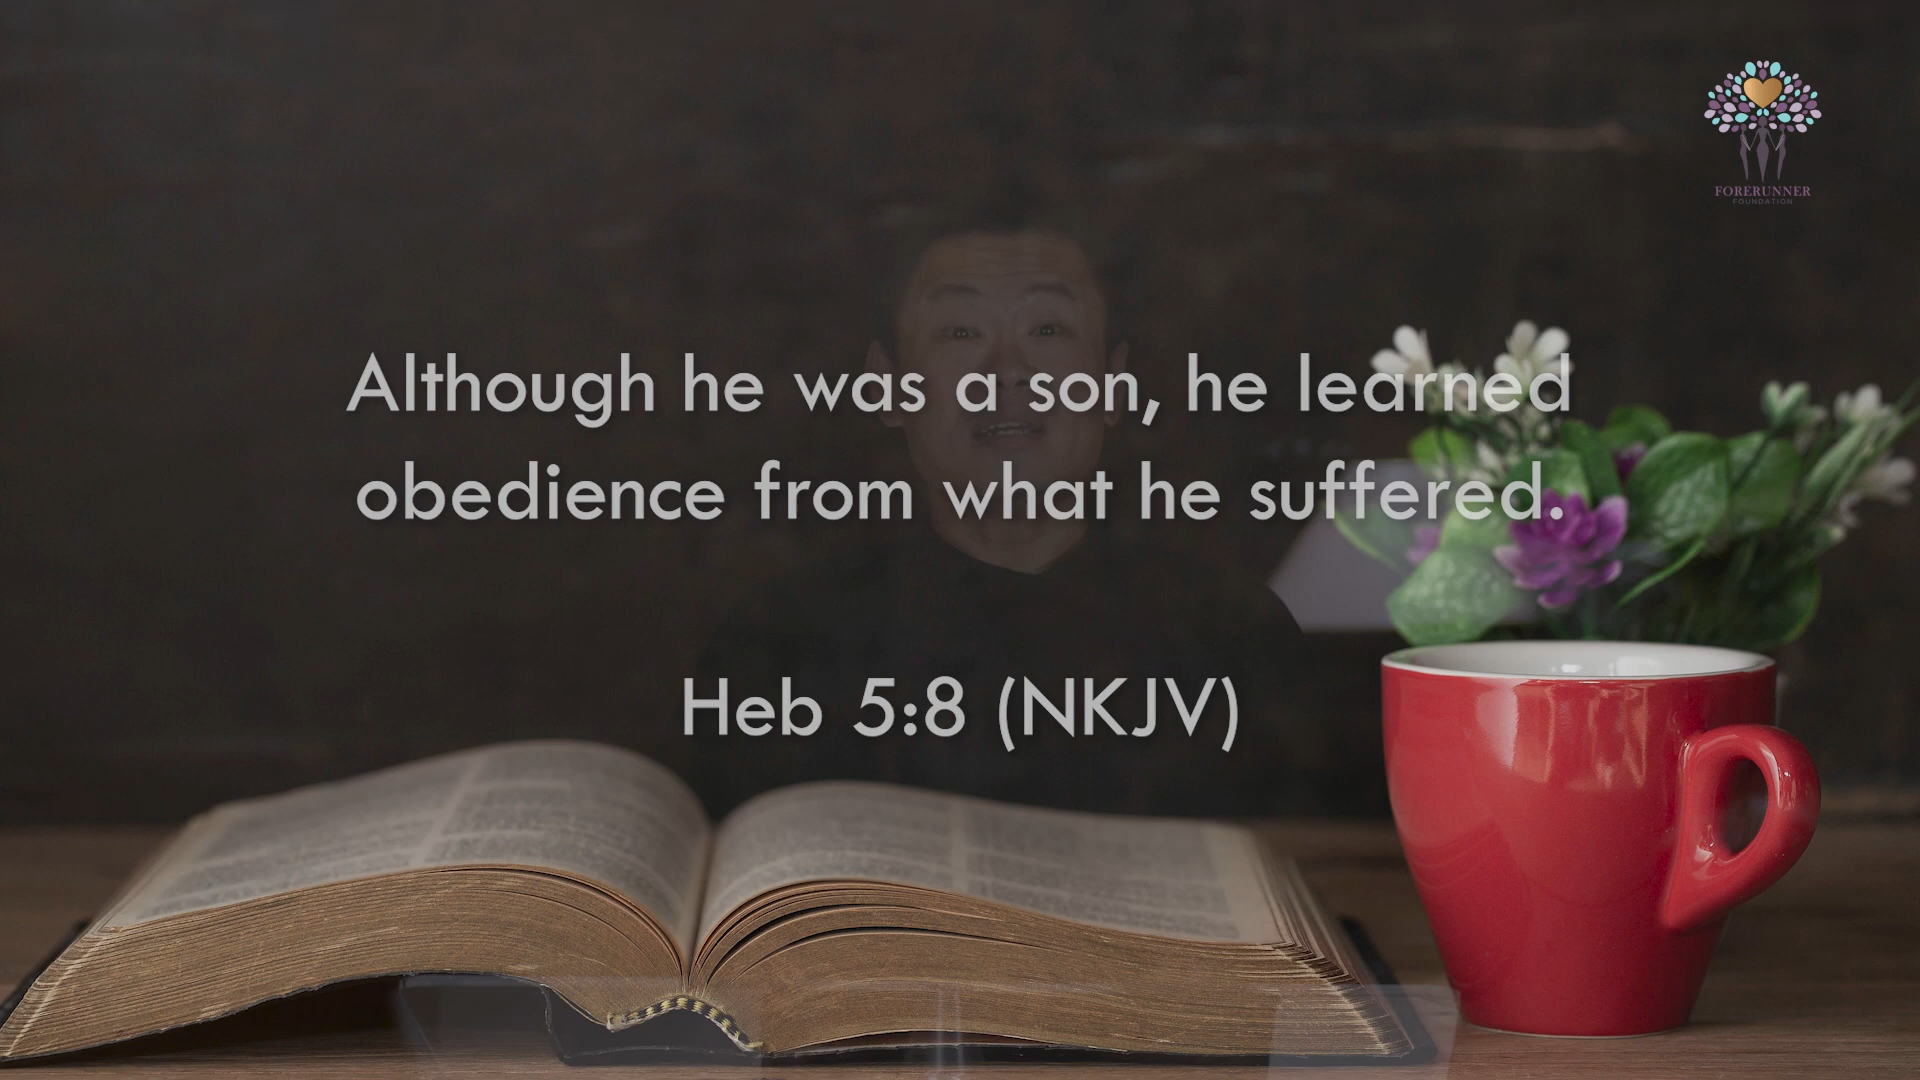 FORERUNNER
FOUNDATION
Although he was a son, he learned
obedience from what he suffered.
Heb 5:8 (NKJV)